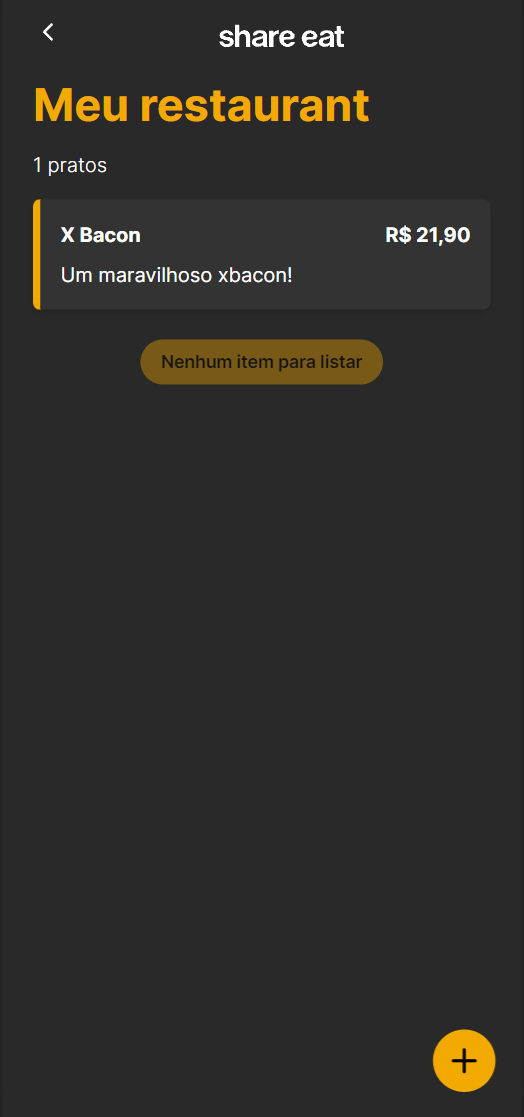 share eat
Meu restaurant
1 pratos
X Bacon R$ 21,90
Um maravilhoso xbacon!
Nenhum item para listar